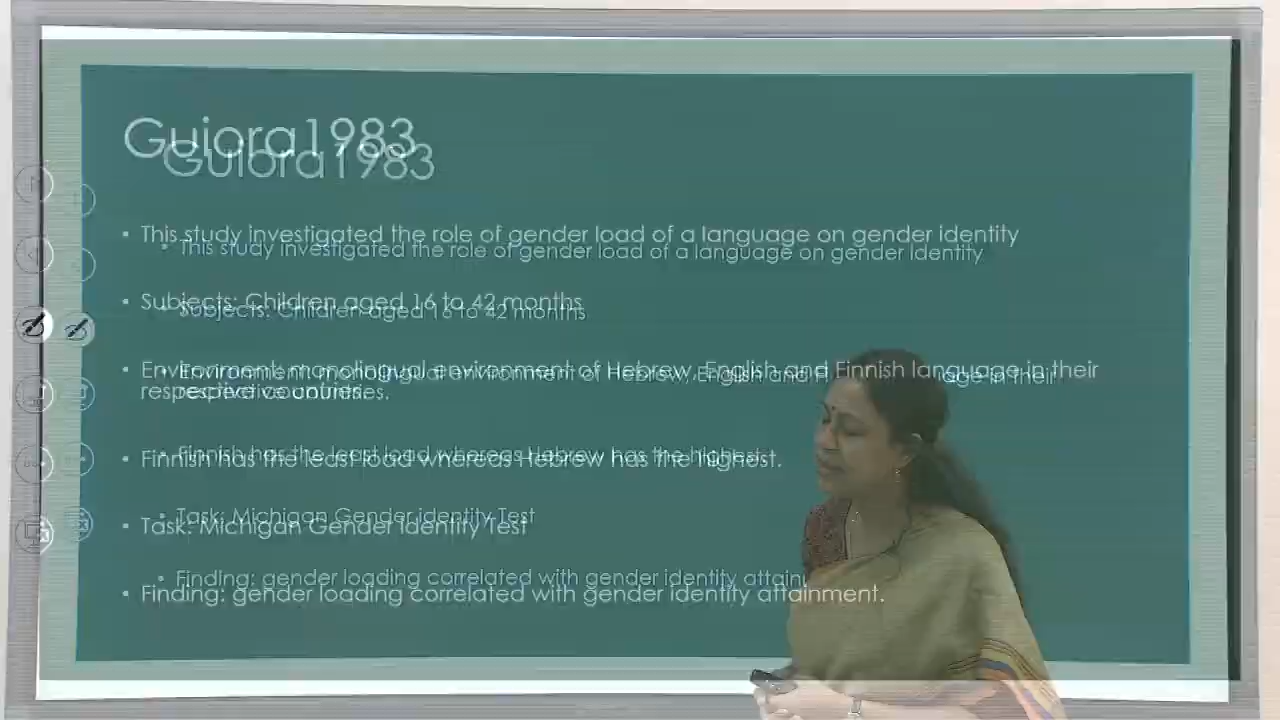 Guiora1983
• This study investigated the role of gender load of a language on gender identity
• Subjects: Children aged 16 to 42 months
• Environment: monolingual environment of Hebrew, English and Finnish language in their
respective countries.
• Finnish has the least load whereas Hebrew has the highest.
• Task: Michigan Gender Identity Test
• Finding: gender loading correlated with gender identity attainment.